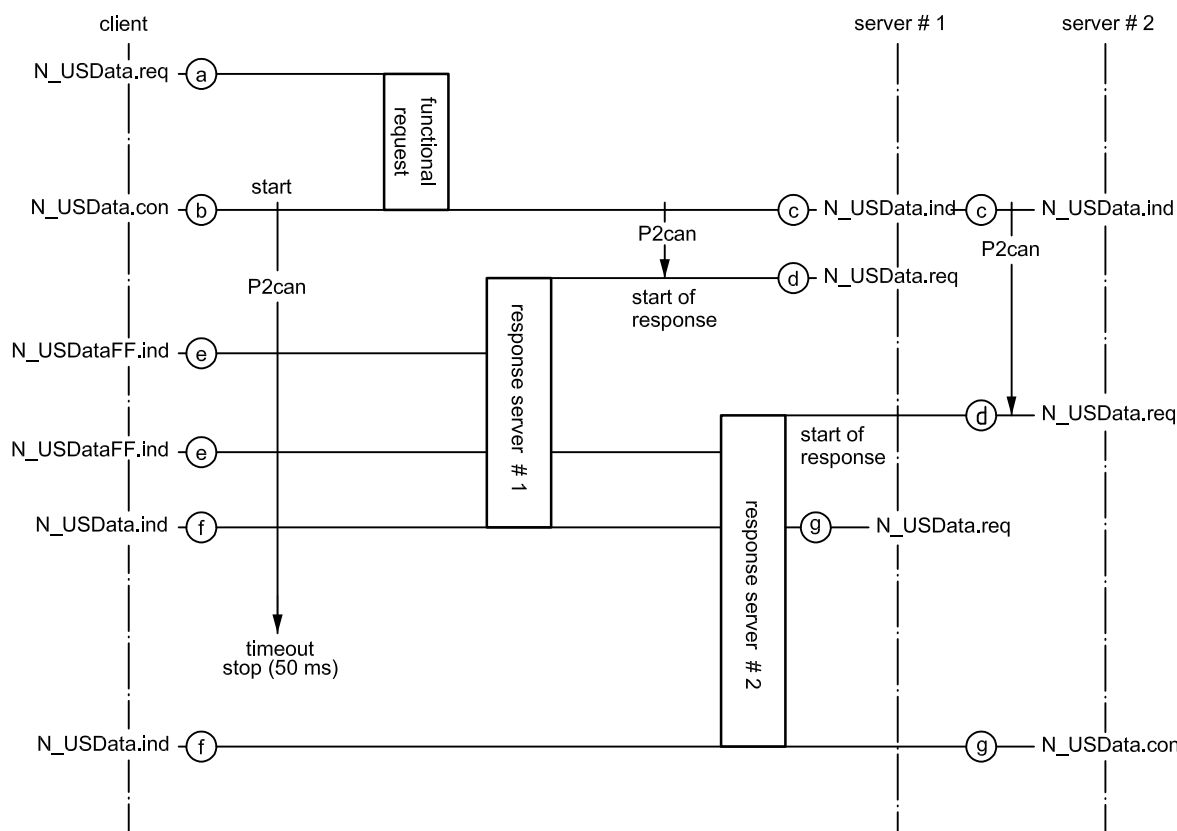 client
server # 1
server # 2
N_USData.req
a
functional
request
start
N_USData.con
b
c
N_USData.ind
c
N_USData.ind
P2can
P2can
P2can
d
N_USData.req
start of
response
response server # 1
N_USDataFF.ind
e
d
N_USData.req
start of
response
N_USDataFF.ind
e
response server # 2
N_USData.ind
f
g
N_USData.req
timeout
stop (50 ms)
N_USData.ind
f
g
N_USData.con